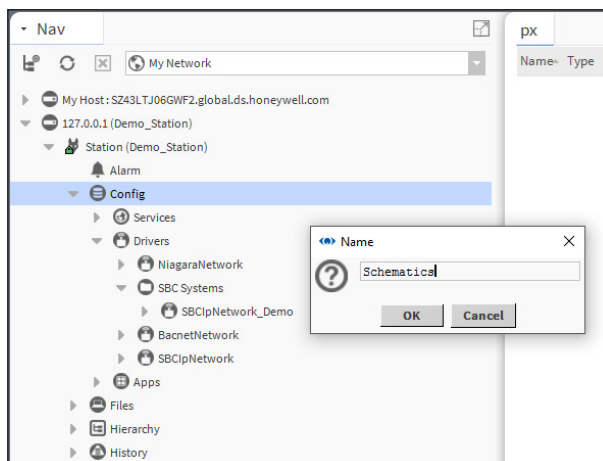 Nav
My Network
My Host : SZ43LTJ06GWF2.global.ds.honeywell.com
127.0.0.1 (Demo_Station)
Station (Demo_Station)
Alarm
Config
Services
Drivers
NiagaraNetwork
SBC Systems
SBCIpNetwork_Demo
BacnetNetwork
SBCIpNetwork
Apps
Files
Hierarchy
History
px
Name Type
Name
Schematics
OK Cancel